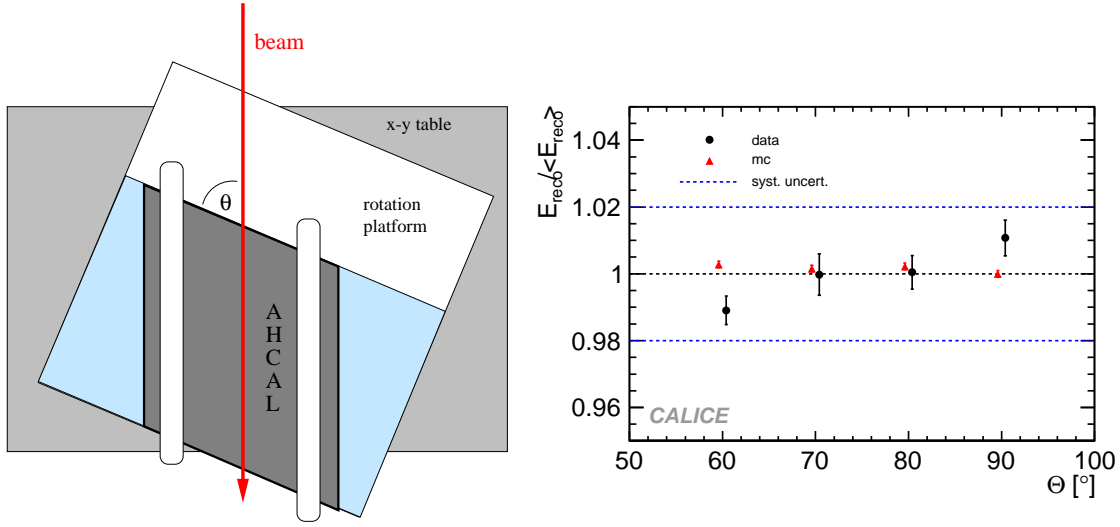 beam
x-y table
θ
rotation
platform
A
H
C
A
L
E_reco/<E_reco>
1.04
1.02
1
0.98
0.96
data
mc
syst. uncert.
CALICE
50 60 70 80 90 100
Θ [°]